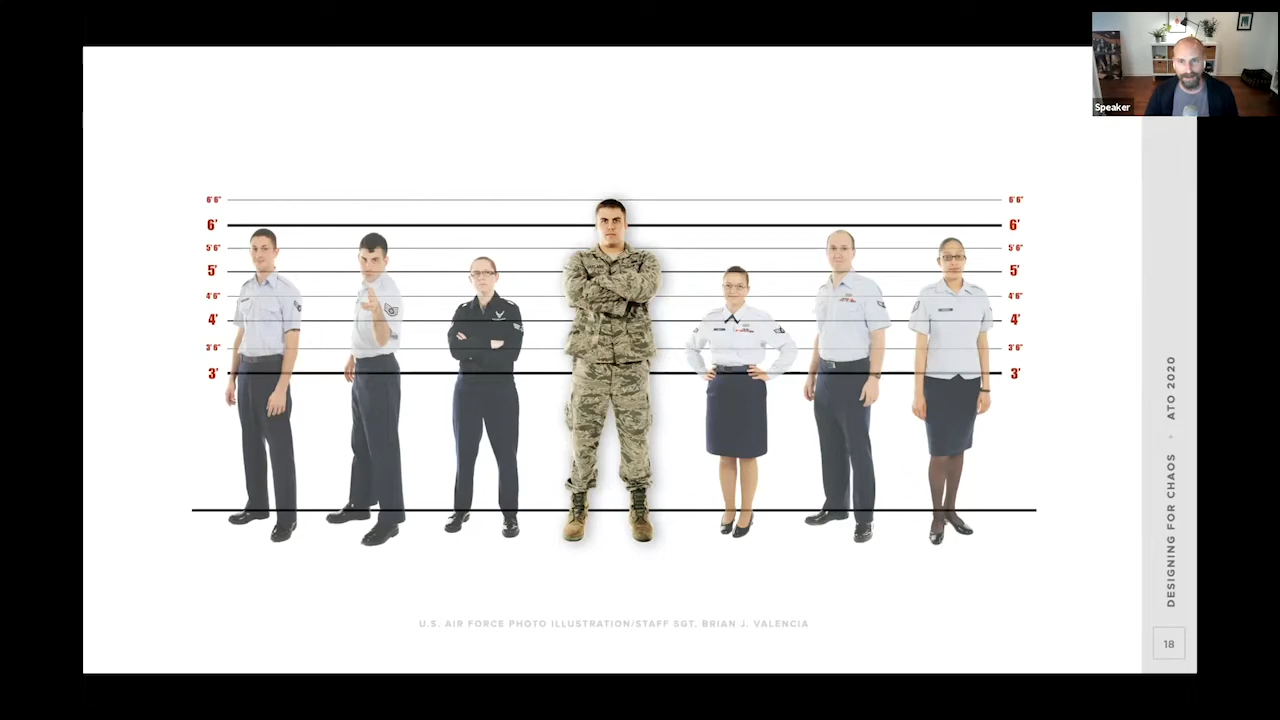 Speaker
6' 6" 6' 6"
6' 6'
5' 6" 5' 6"
5' 5'
4' 6" 4' 6"
4' 4'
3' 6" 3' 6"
3' 3'
U.S. AIR FORCE PHOTO ILLUSTRATION/STAFF SGT. BRIAN J. VALENCIA
DESIGNING FOR CHAOS • ATO 2020
18